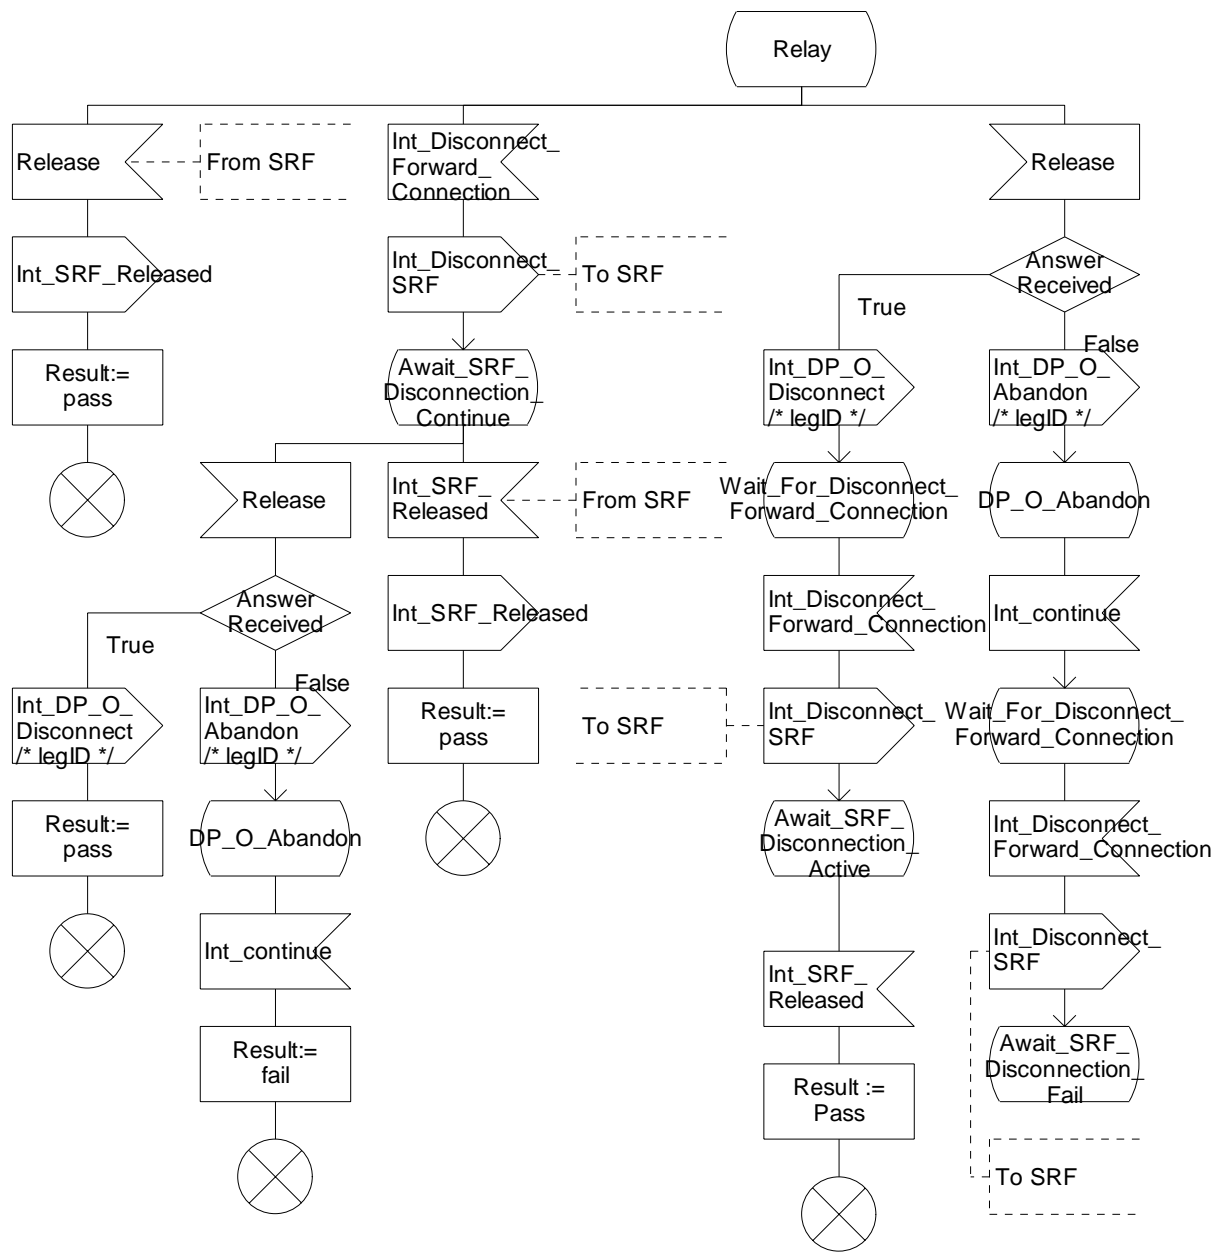 Relay
Release
From SRF
Int_Disconnect_
Forward_
Connection
Release
Int_SRF_Released
Int_Disconnect_
SRF
To SRF
Answer
Received
True
False
Result:=
pass
Await_SRF_
Disconnection_
Continue
Int_DP_O_
Disconnect
/* legID */
Int_DP_O_
Abandon
/* legID */
Release
Int_SRF_
Released
From SRF
Wait_For_Disconnect_
Forward_Connection
DP_O_Abandon
Answer
Received
True
False
Int_SRF_Released
Int_Disconnect_
Forward_Connection
Int_continue
Int_DP_O_
Disconnect
/* legID */
Int_DP_O_
Abandon
/* legID */
Result:=
pass
To SRF
Int_Disconnect_
SRF
Wait_For_Disconnect_
Forward_Connection
Result:=
pass
DP_O_Abandon
Await_SRF_
Disconnection_
Active
Int_Disconnect_
Forward_Connection
Int_continue
Int_SRF_
Released
Int_Disconnect_
SRF
Result:=
fail
Result :=
Pass
Await_SRF_
Disconnection_
Fail
To SRF